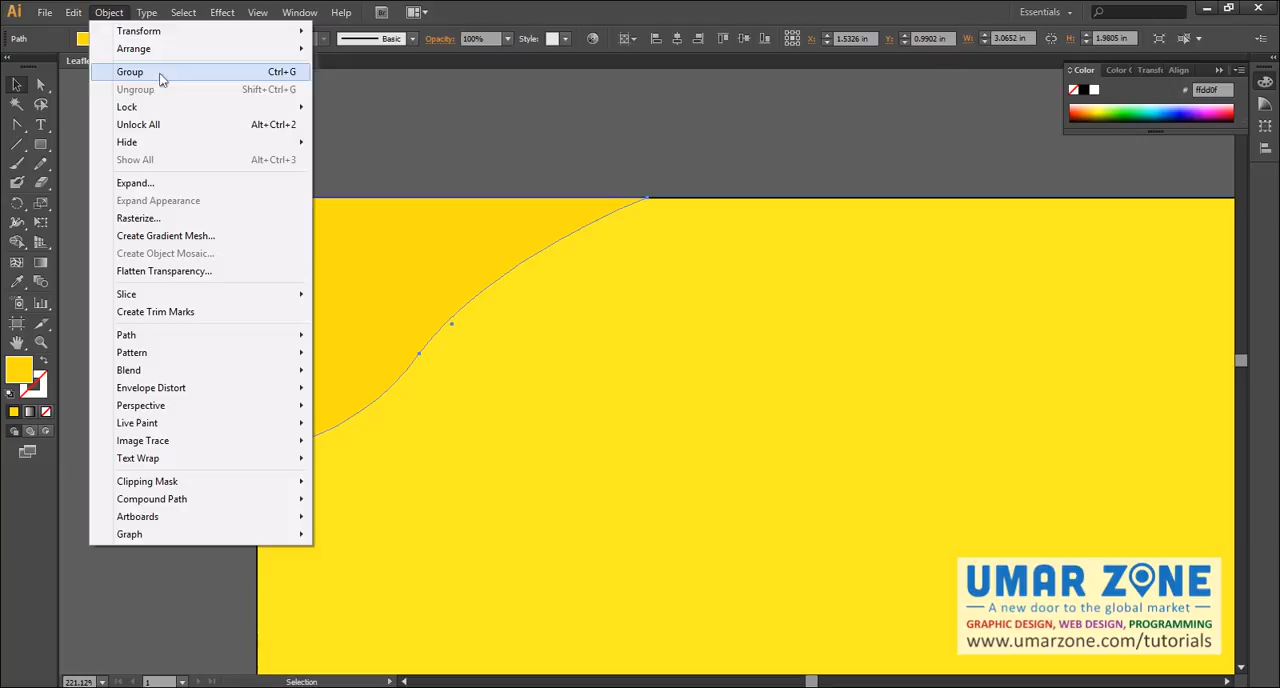 Ai File Edit Object Type Select Effect View Window Help Br Essentials
Path Basic Opacity: 100% Style: X: 1.5326 in Y: 0.9902 in W: 3.0652 in H: 1.9805 in
Leafle
Transform
Arrange
Group Ctrl+G
Ungroup Shift+Ctrl+G
Lock
Unlock All Alt+Ctrl+2
Hide
Show All Alt+Ctrl+3
Expand...
Expand Appearance
Rasterize...
Create Gradient Mesh...
Create Object Mosaic...
Flatten Transparency...
Slice
Create Trim Marks
Path
Pattern
Blend
Envelope Distort
Perspective
Live Paint
Image Trace
Text Wrap
Clipping Mask
Compound Path
Artboards
Graph
Color Color Transf Align
# ffdd0f
UMAR ZONE
A new door to the global market
GRAPHIC DESIGN, WEB DESIGN, PROGRAMMING
www.umarzone.com/tutorials
1 Selection